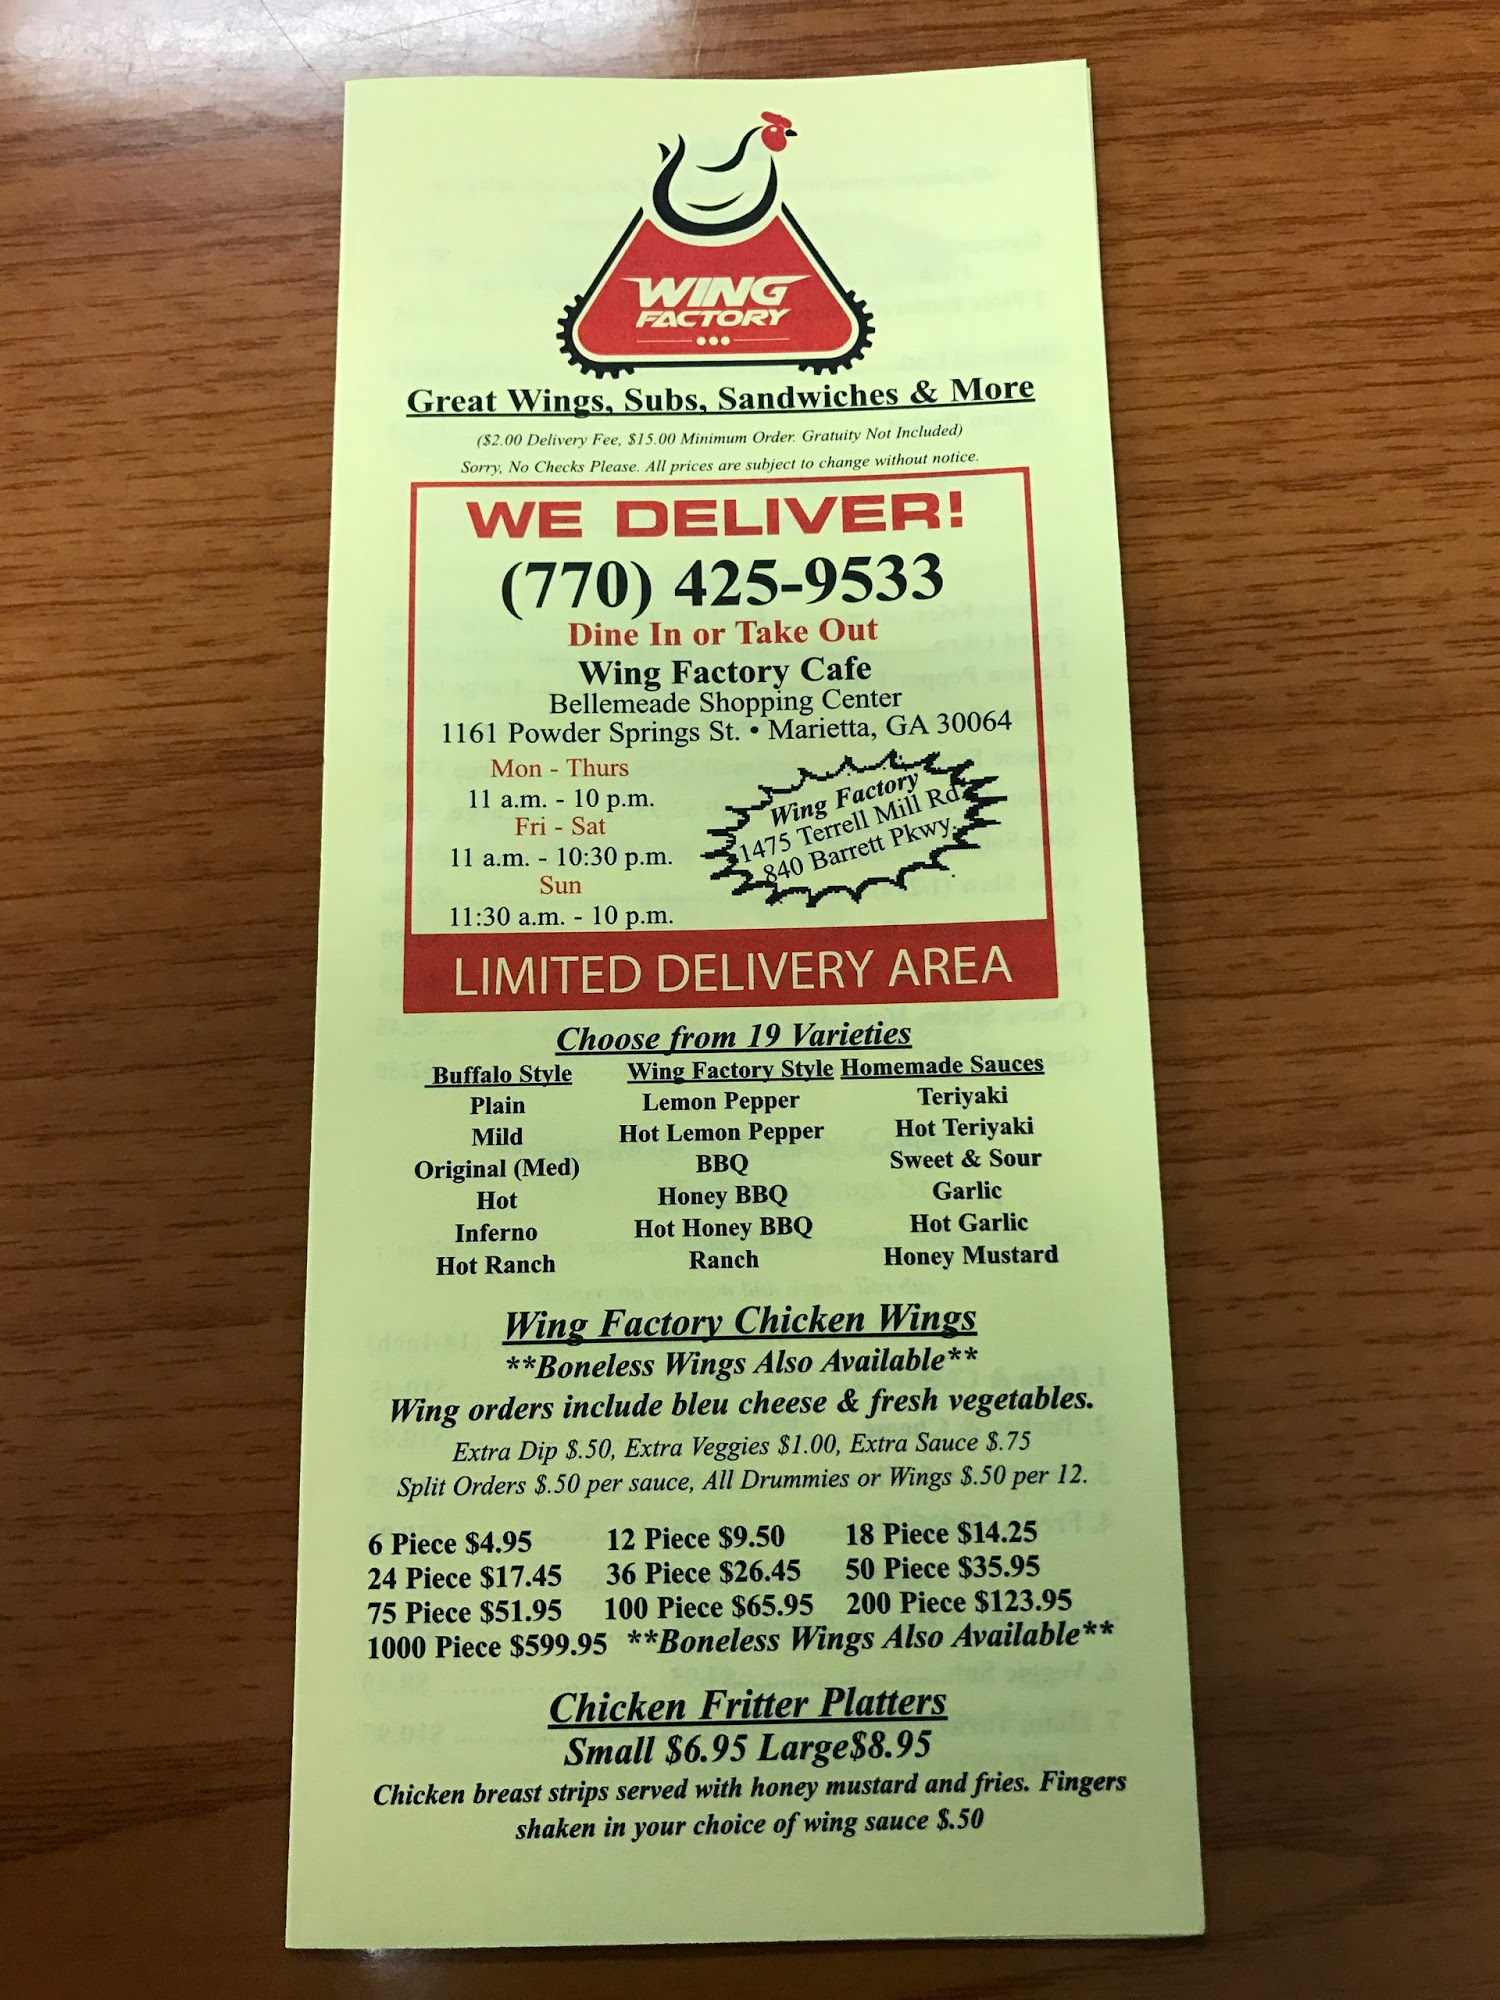 WING
FACTORY
Great Wings, Subs, Sandwiches & More
($2.00 Delivery Fee, $15.00 Minimum Order. Gratuity Not Included)
Sorry, No Checks Please. All prices are subject to change without notice.
WE DELIVER!
(770) 425-9533
Dine In or Take Out
Wing Factory Cafe
Bellemeade Shopping Center
1161 Powder Springs St. • Marietta, GA 30064
Mon - Thurs
11 a.m. - 10 p.m.
Fri - Sat
11 a.m. - 10:30 p.m.
Sun
11:30 a.m. - 10 p.m.
Wing Factory
1475 Terrell Mill Rd.
840 Barrett Pkwy.
LIMITED DELIVERY AREA
Choose from 19 Varieties
Buffalo Style Wing Factory Style Homemade Sauces
Plain Lemon Pepper Teriyaki
Mild Hot Lemon Pepper Hot Teriyaki
Original (Med) BBQ Sweet & Sour
Hot Honey BBQ Garlic
Inferno Hot Honey BBQ Hot Garlic
Hot Ranch Ranch Honey Mustard
Wing Factory Chicken Wings
**Boneless Wings Also Available**
Wing orders include bleu cheese & fresh vegetables.
Extra Dip $.50, Extra Veggies $1.00, Extra Sauce $.75
Split Orders $.50 per sauce, All Drummies or Wings $.50 per 12.
6 Piece $4.95 12 Piece $9.50 18 Piece $14.25
24 Piece $17.45 36 Piece $26.45 50 Piece $35.95
75 Piece $51.95 100 Piece $65.95 200 Piece $123.95
1000 Piece $599.95 **Boneless Wings Also Available**
Chicken Fritter Platters
Small $6.95 Large$8.95
Chicken breast strips served with honey mustard and fries. Fingers
shaken in your choice of wing sauce $.50